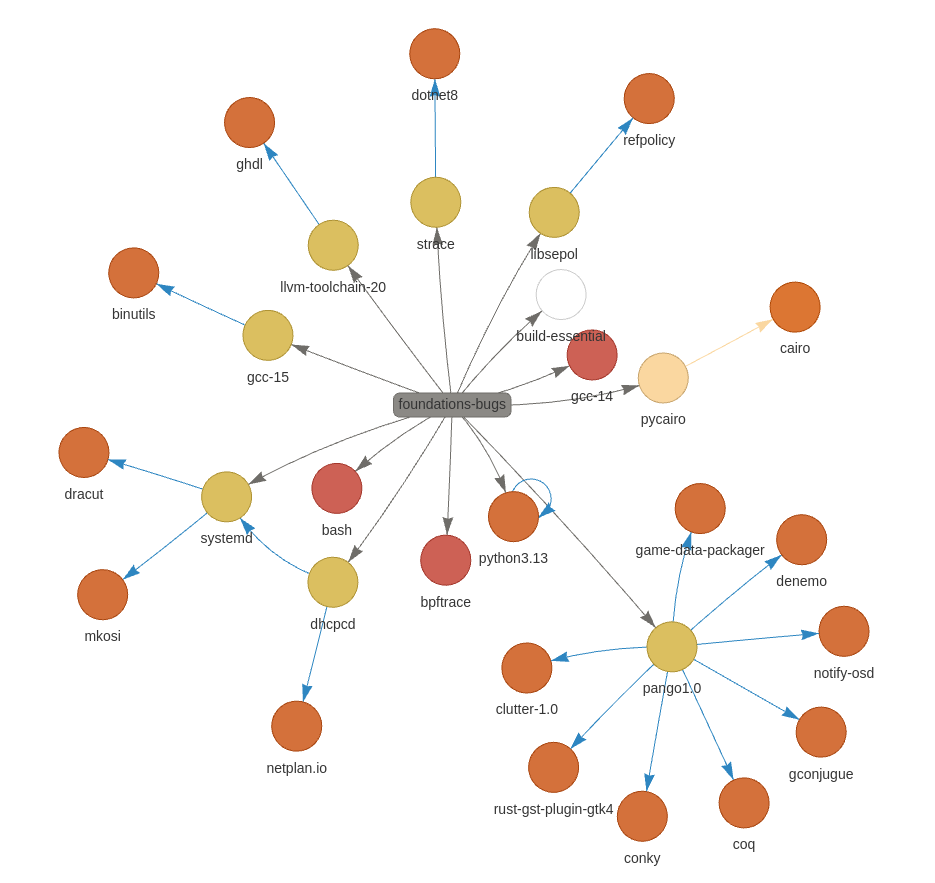 dotnet8
refpolicy
ghdl
strace
libsepol
llvm-toolchain-20
binutils
build-essential
cairo
gcc-15
gcc-14
foundations-bugs
pycairo
dracut
systemd
bash
python3.13
game-data-packager
denemo
mkosi
dhcpcd
bpftrace
notify-osd
pango1.0
clutter-1.0
netplan.io
gconjugue
rust-gst-plugin-gtk4
conky
coq